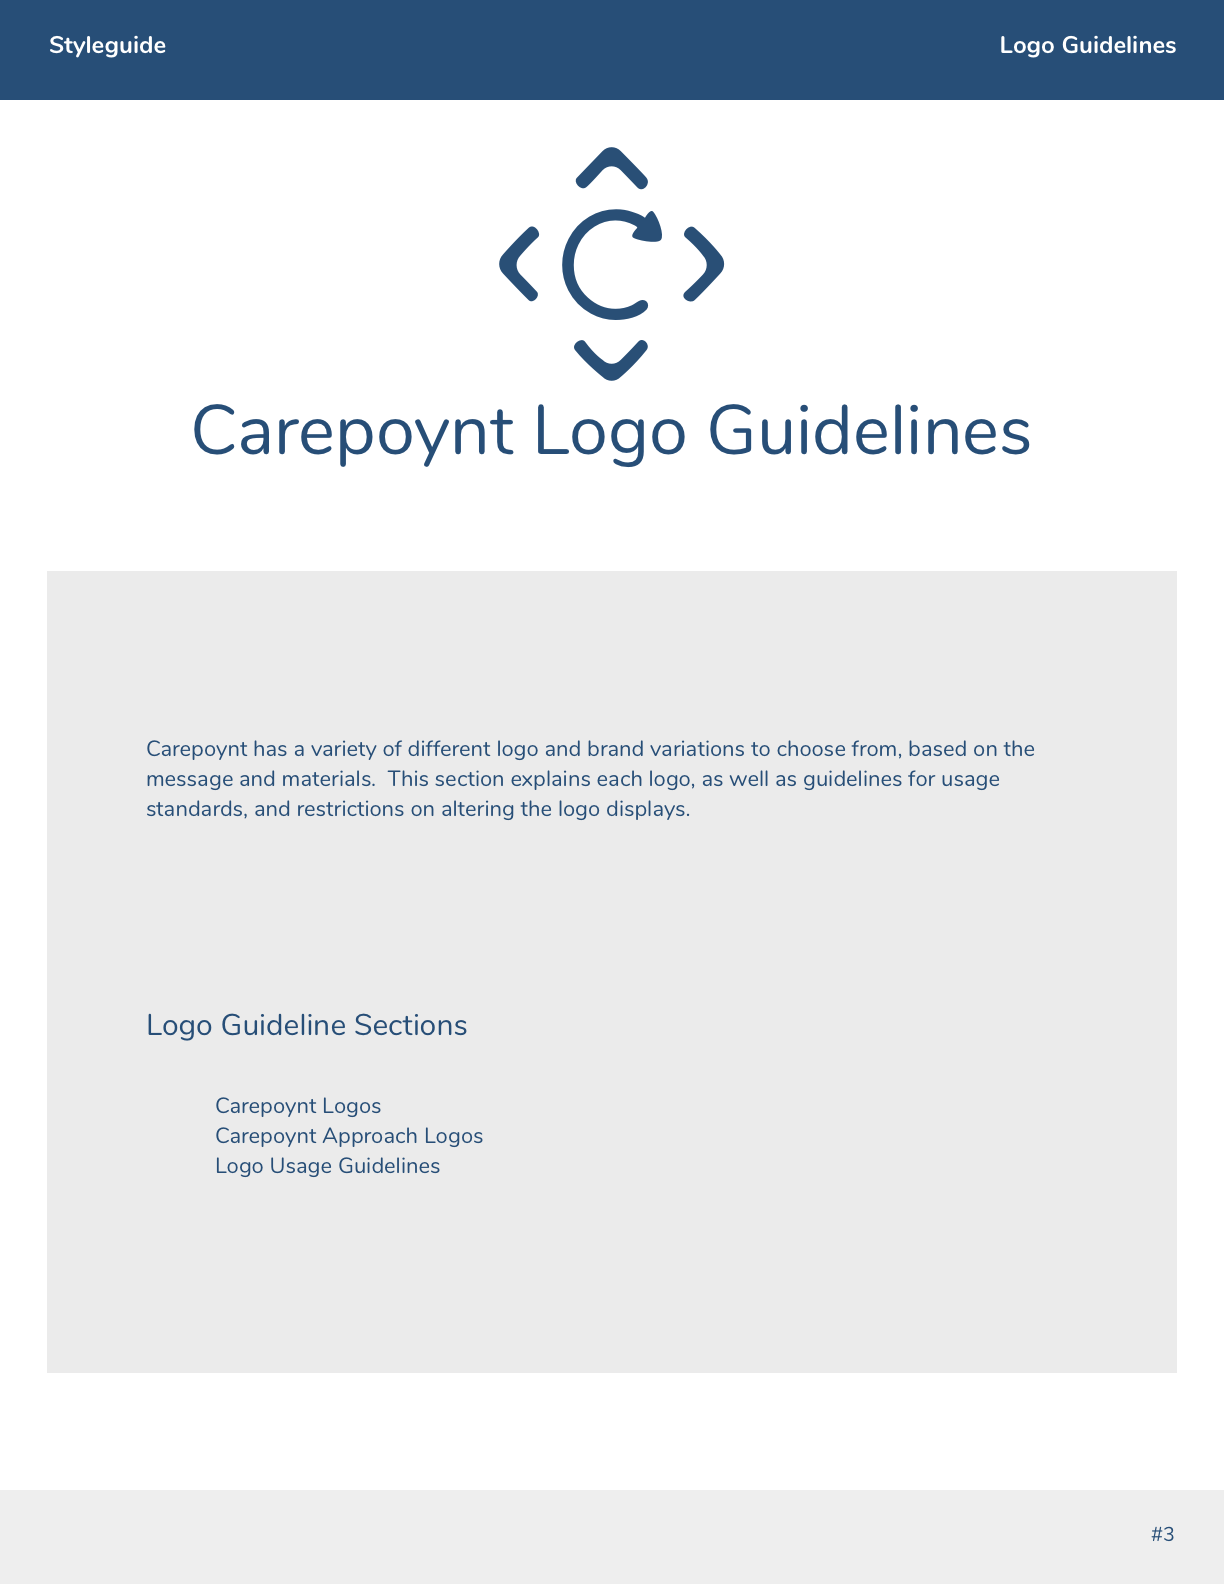 Styleguide
Logo Guidelines
Carepoynt Logo Guidelines
Carepoynt has a variety of different logo and brand variations to choose from, based on the
message and materials.  This section explains each logo, as well as guidelines for usage
standards, and restrictions on altering the logo displays.
Logo Guideline Sections
Carepoynt Logos
Carepoynt Approach Logos
Logo Usage Guidelines
#3